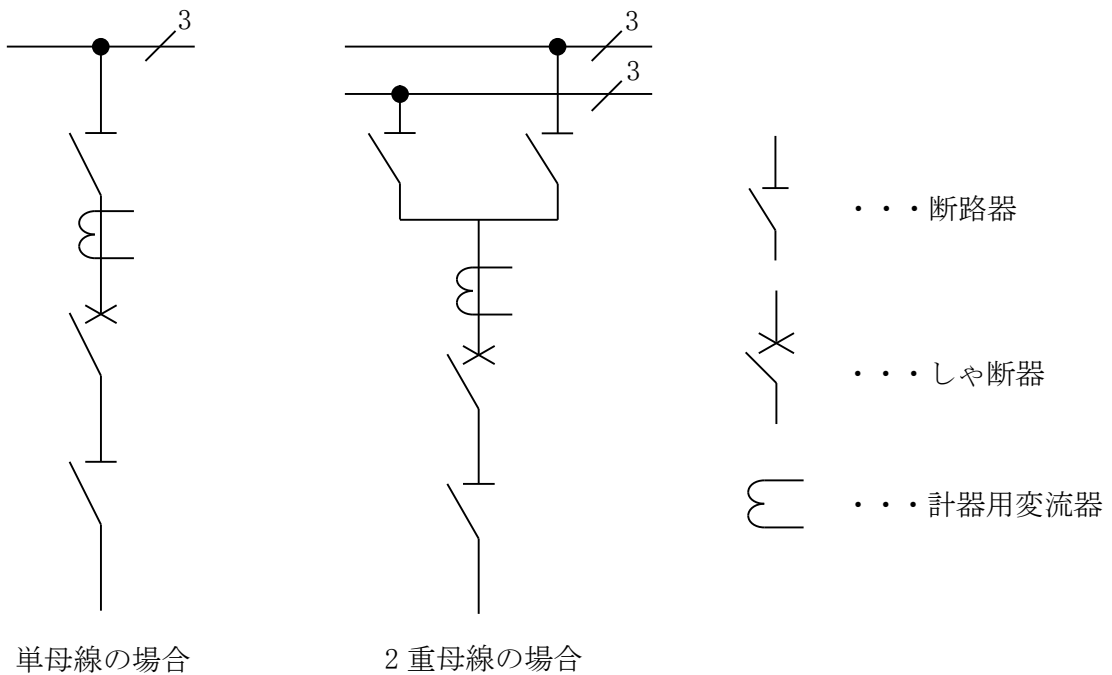 3
3
3
・・・断路器
・・・しゃ断器
・・・計器用変流器
単母線の場合
2 重母線の場合